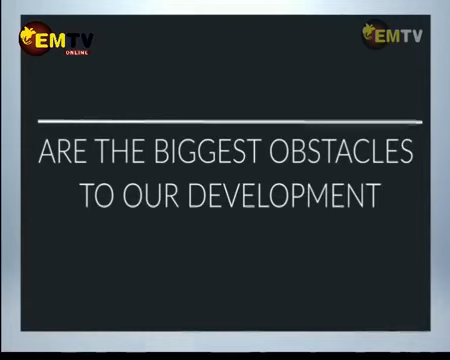 EMTV
ONLINE
EMTV
ARE THE BIGGEST OBSTACLES
TO OUR DEVELOPMENT